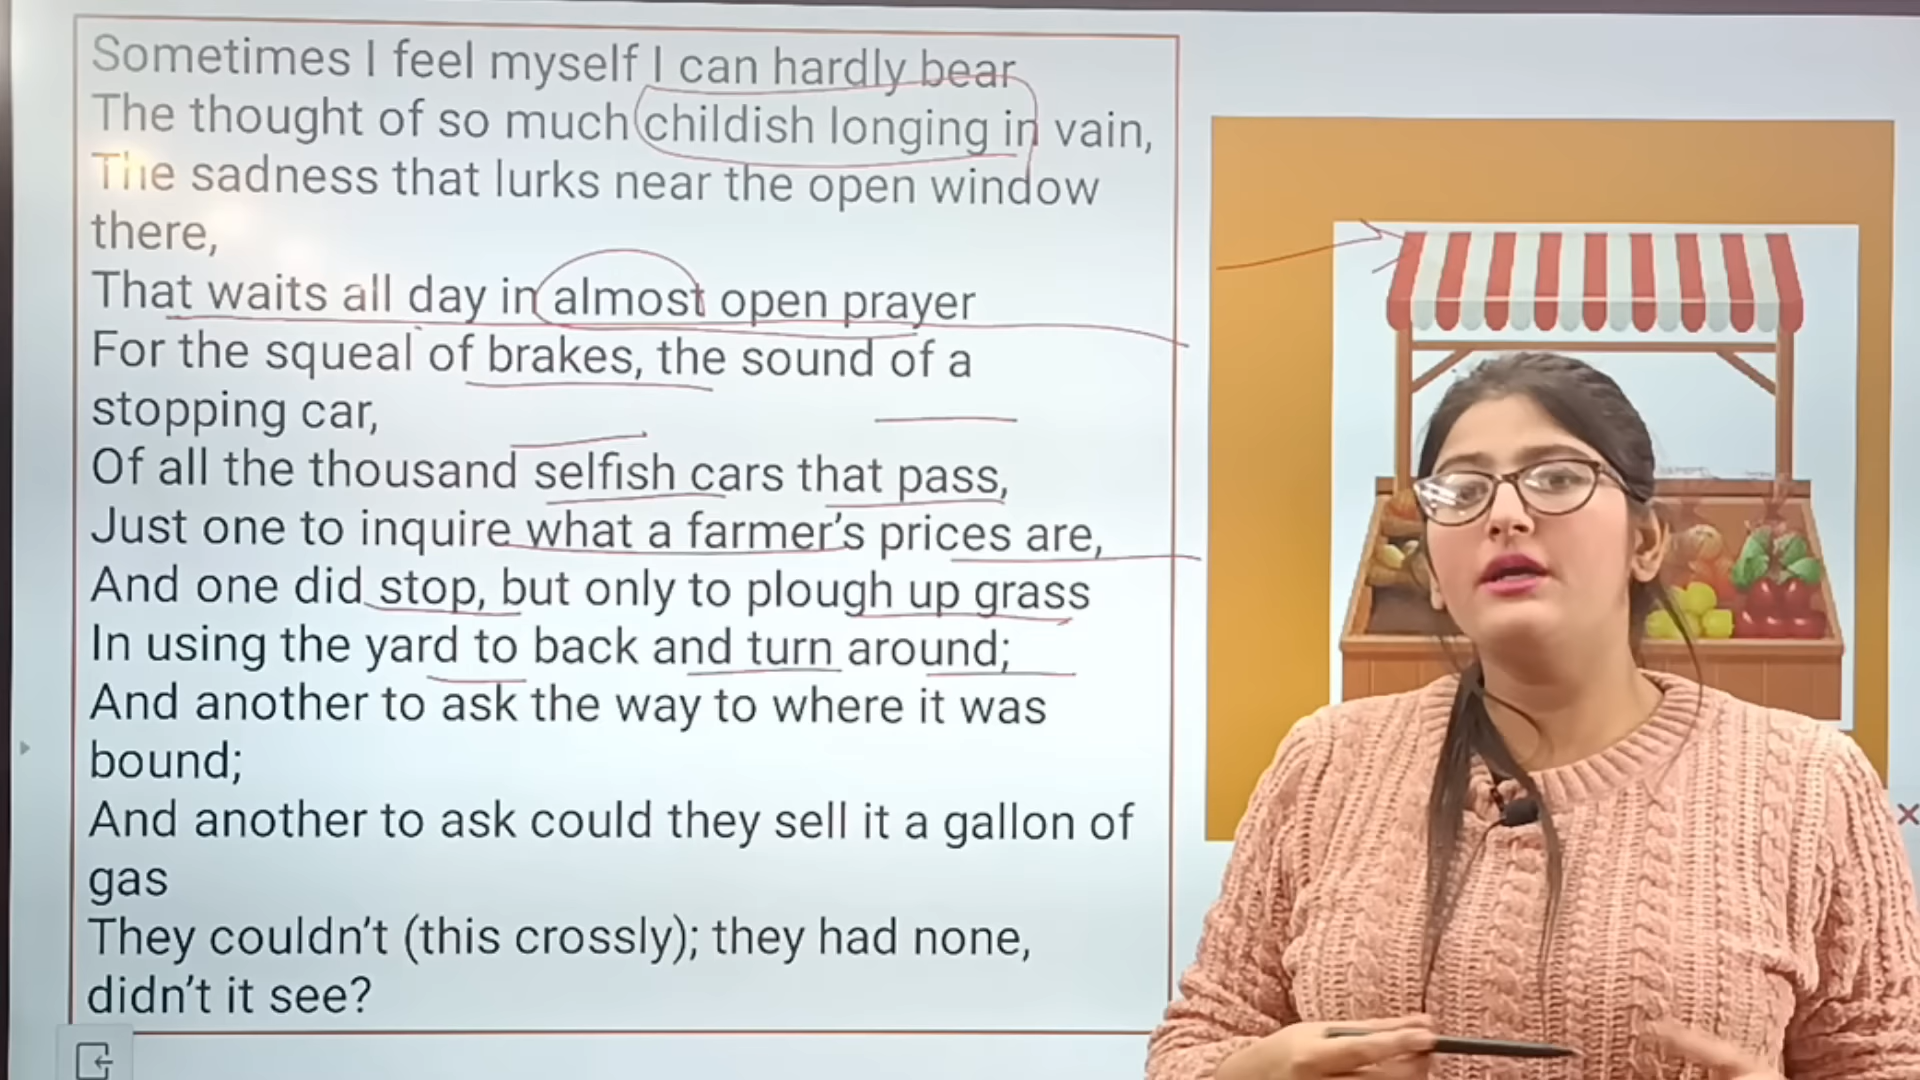 Sometimes I feel myself I can hardly bear
The thought of so much childish longing in vain,
The sadness that lurks near the open window
there,
That waits all day in almost open prayer
For the squeal of brakes, the sound of a
stopping car,
Of all the thousand selfish cars that pass,
Just one to inquire what a farmer's prices are,
And one did stop, but only to plough up grass
In using the yard to back and turn around;
And another to ask the way to where it was
bound;
And another to ask could they sell it a gallon of
gas
They couldn't (this crossly); they had none,
didn't it see?